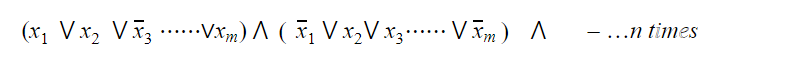 (x₁ ⋁ x₂ ⋁ x̄₃ ⋯⋯⋁xₘ) ⋀ ( x̄₁ ⋁ x₂⋁ x₃⋯⋯ ⋁ x̄ₘ ) ⋀ – …n times